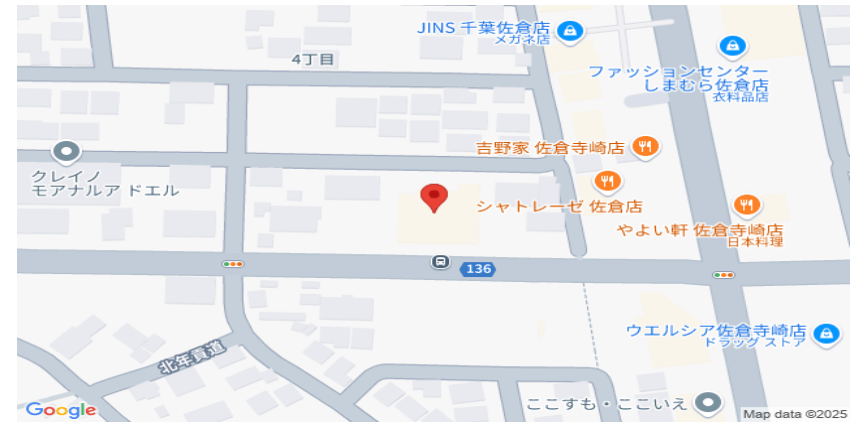 JINS 千葉佐倉店
メガネ店
4丁目
ファッションセンター
しまむら佐倉店
衣料品店
吉野家 佐倉寺崎店
クレイノ
モアナルア ドエル
シャトレーゼ 佐倉店
やよい軒 佐倉寺崎店
日本料理
136
ウエルシア佐倉寺崎店
ドラッグ ストア
北年貢道
ここすも・ここいえ
Google
Map data ©2025